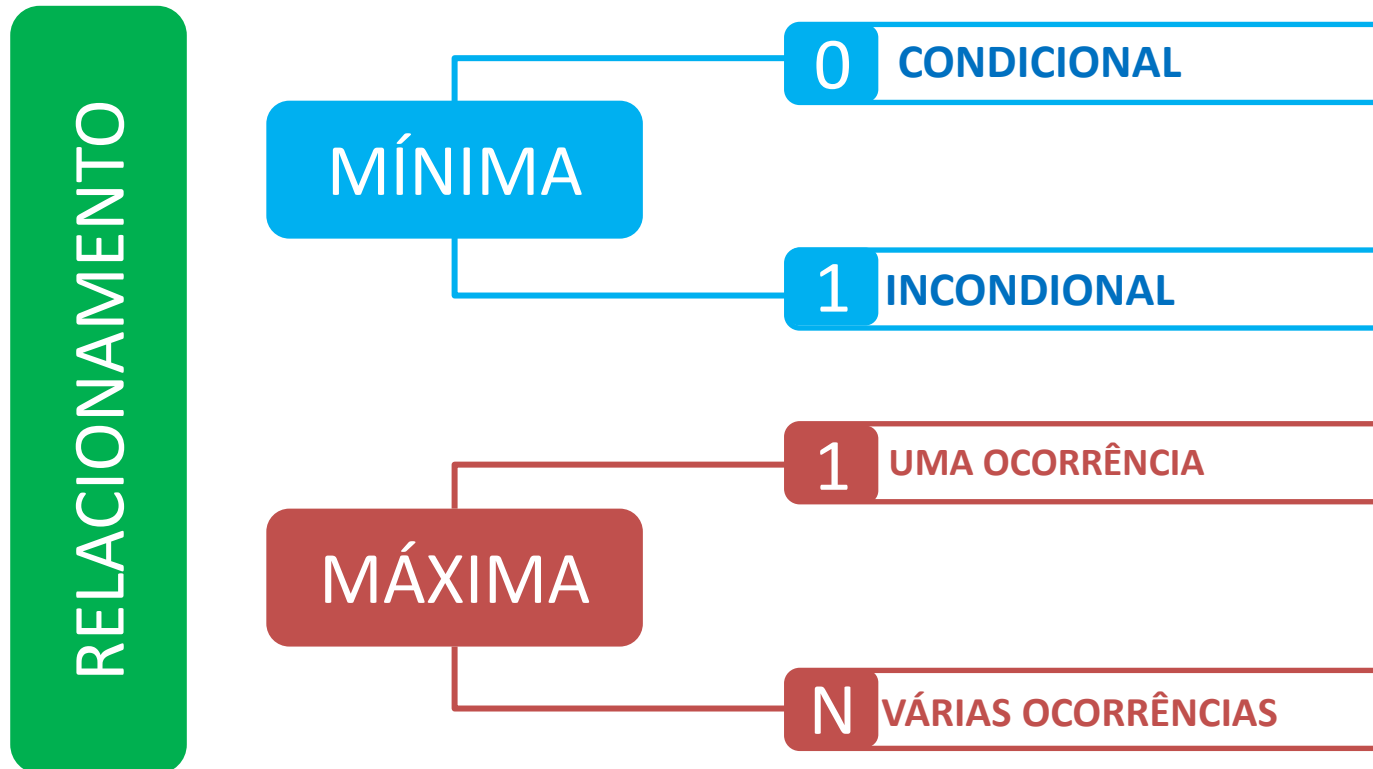 RELACIONAMENTO
MÍNIMA
0 CONDICIONAL
1 INCONDIONAL
MÁXIMA
1 UMA OCORRÊNCIA
N VÁRIAS OCORRÊNCIAS